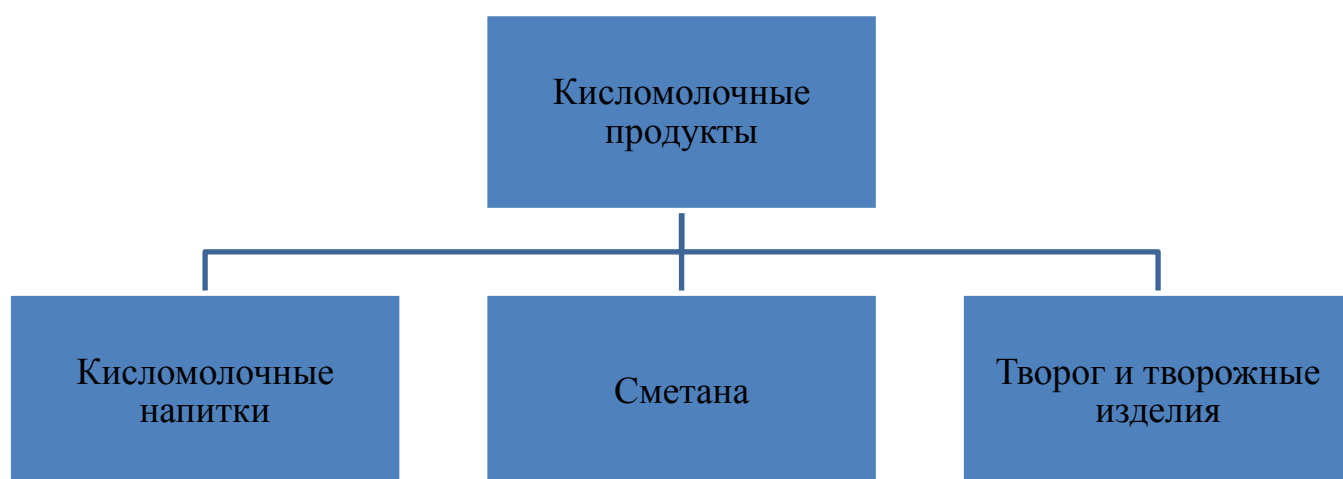 Кисломолочные
продукты
Кисломолочные
напитки
Сметана
Творог и творожные
изделия